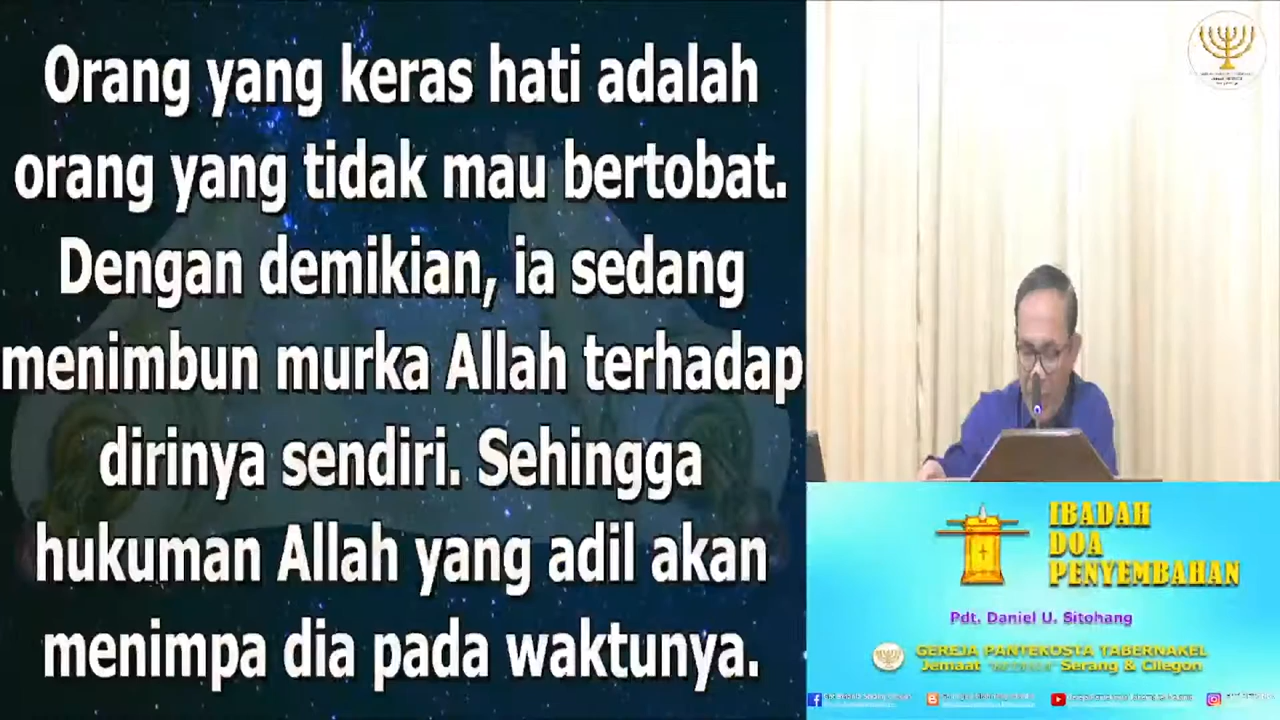 Orang yang keras hati adalah
orang yang tidak mau bertobat.
Dengan demikian, ia sedang
menimbun murka Allah terhadap
dirinya sendiri. Sehingga
hukuman Allah yang adil akan
menimpa dia pada waktunya.
IBADAH
DOA
PENYEMBAHAN
Pdt. Daniel U. Sitohang
GEREJA PANTEKOSTA TABERNAKEL
Jemaat Serang & Cilegon